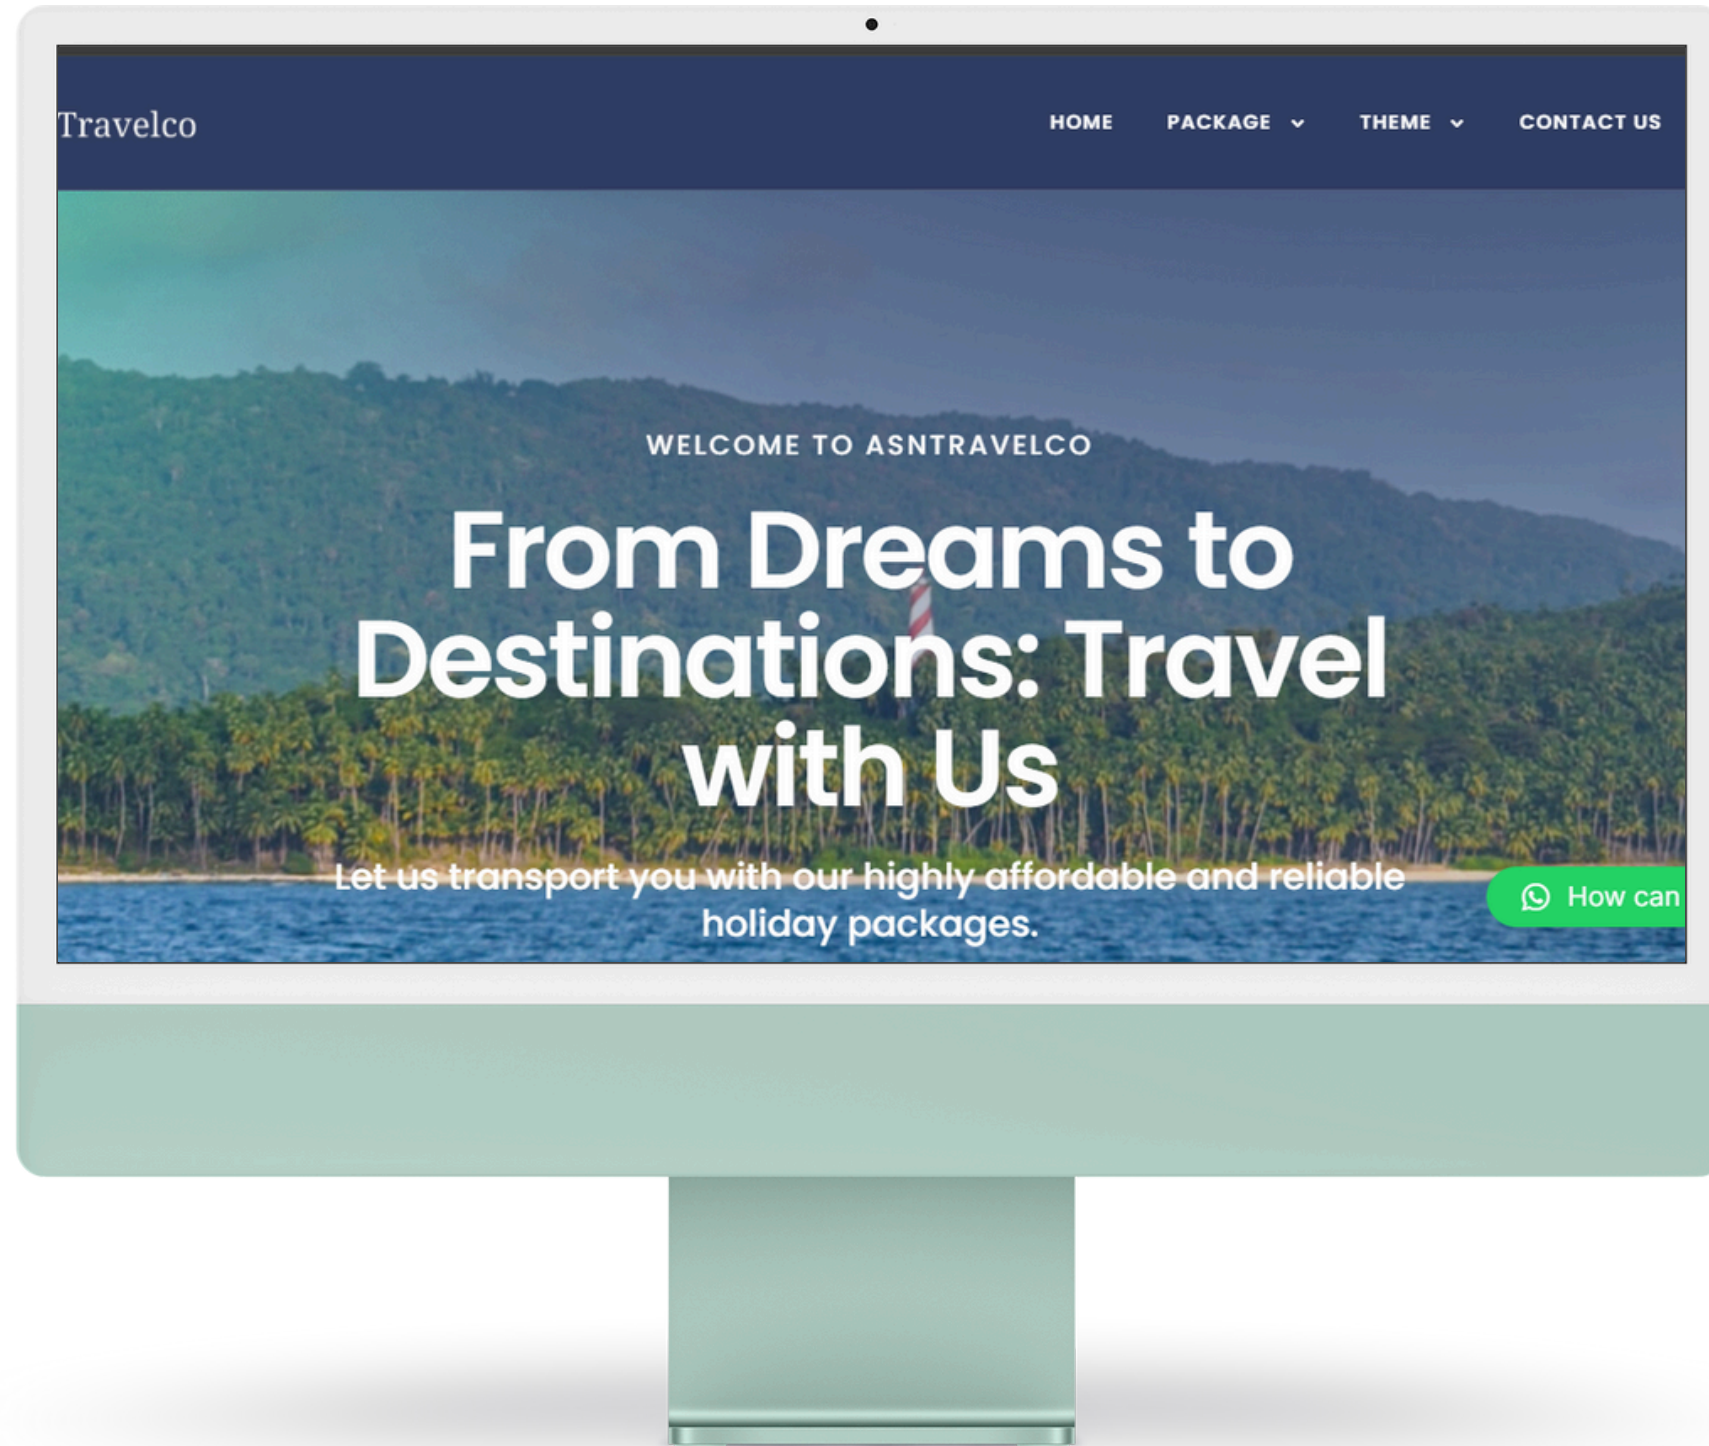 Travelco
HOME PACKAGE THEME CONTACT US
WELCOME TO ASNTRAVELCO
From Dreams to
Destinations: Travel
with Us
Let us transport you with our highly affordable and reliable
holiday packages.
How can